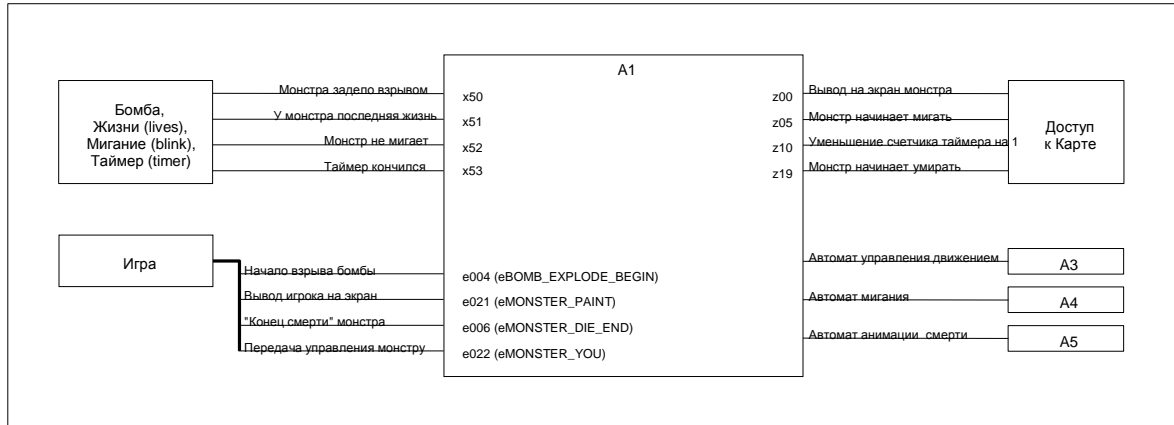 A1
Бомба,
Жизни (lives),
Мигание (blink),
Таймер (timer)
Монстра задело взрывом
x50
У монстра последняя жизнь
x51
Монстр не мигает
x52
Таймер кончился
x53
z00
Вывод на экран монстра
z05
Монстр начинает мигать
z10
Уменьшение счетчика таймера на 1
z19
Монстр начинает умирать
Доступ
к Карте
Игра
Начало взрыва бомбы
e004 (eBOMB_EXPLODE_BEGIN)
Вывод игрока на экран
e021 (eMONSTER_PAINT)
"Конец смерти" монстра
e006 (eMONSTER_DIE_END)
Передача управления монстру
e022 (eMONSTER_YOU)
Автомат управления движением
A3
Автомат мигания
A4
Автомат анимации смерти
A5